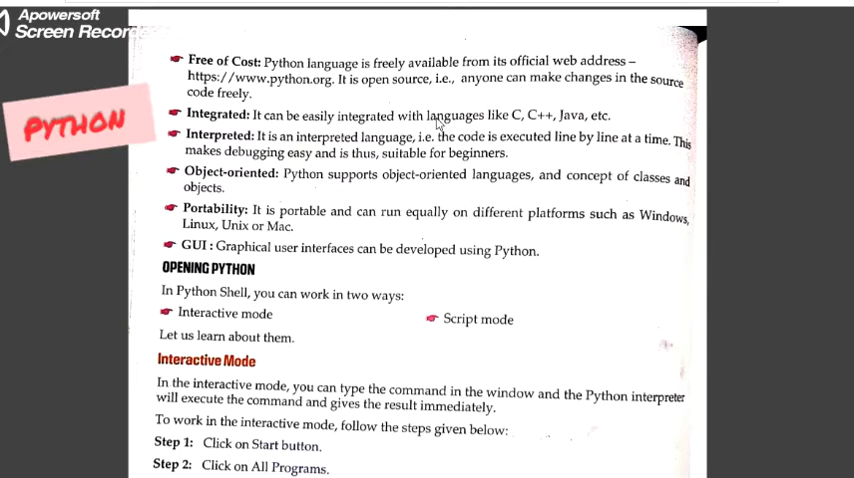 Apowersoft
Screen Recor
PYTHON
Free of Cost: Python language is freely available from its official web address –
https://www.python.org. It is open source, i.e., anyone can make changes in the source
code freely.
Integrated: It can be easily integrated with languages like C, C++, Java, etc.
Interpreted: It is an interpreted language, i.e. the code is executed line by line at a time. This
makes debugging easy and is thus, suitable for beginners.
Object-oriented: Python supports object-oriented languages, and concept of classes and
objects.
Portability: It is portable and can run equally on different platforms such as Windows,
Linux, Unix or Mac.
GUI : Graphical user interfaces can be developed using Python.
OPENING PYTHON
In Python Shell, you can work in two ways:
Interactive mode
Script mode
Let us learn about them.
Interactive Mode
In the interactive mode, you can type the command in the window and the Python interpreter
will execute the command and gives the result immediately.
To work in the interactive mode, follow the steps given below:
Step 1: Click on Start button.
Step 2: Click on All Programs.